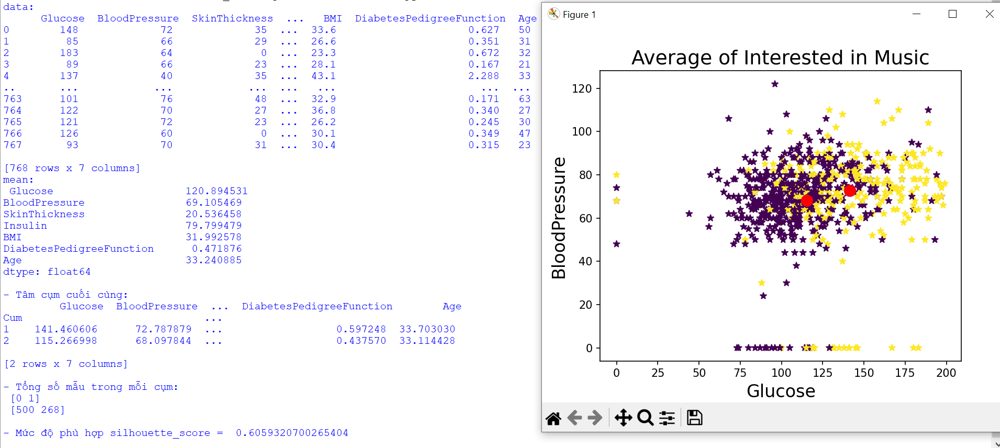 data:
Glucose BloodPressure SkinThickness ... BMI DiabetesPedigreeFunction Age
0 148 72 35 ... 33.6 0.627 50
1 85 66 29 ... 26.6 0.351 31
2 183 64 0 ... 23.3 0.672 32
3 89 66 23 ... 28.1 0.167 21
4 137 40 35 ... 43.1 2.288 33
.. ... ... ... ... ... ... ...
763 101 76 48 ... 32.9 0.171 63
764 122 70 27 ... 36.8 0.340 27
765 121 72 23 ... 26.2 0.245 30
766 126 60 0 ... 30.1 0.349 47
767 93 70 31 ... 30.4 0.315 23
[768 rows x 7 columns]
mean:
Glucose 120.894531
BloodPressure 69.105469
SkinThickness 20.536458
Insulin 79.799479
BMI 31.992578
DiabetesPedigreeFunction 0.471876
Age 33.240885
dtype: float64
- Tâm cụm cuối cùng:
Glucose BloodPressure ... DiabetesPedigreeFunction Age
Cum ...
1 141.460606 72.787879 ... 0.597248 33.703030
2 115.266998 68.097844 ... 0.437570 33.114428
[2 rows x 7 columns]
- Tổng số mẫu trong mỗi cụm:
[0 1]
[500 268]
- Mức độ phù hợp silhouette_score = 0.6059320700265404
Figure 1
Average of Interested in Music
BloodPressure
120
100
80
60
40
20
0
0 25 50 75 100 125 150 175 200
Glucose